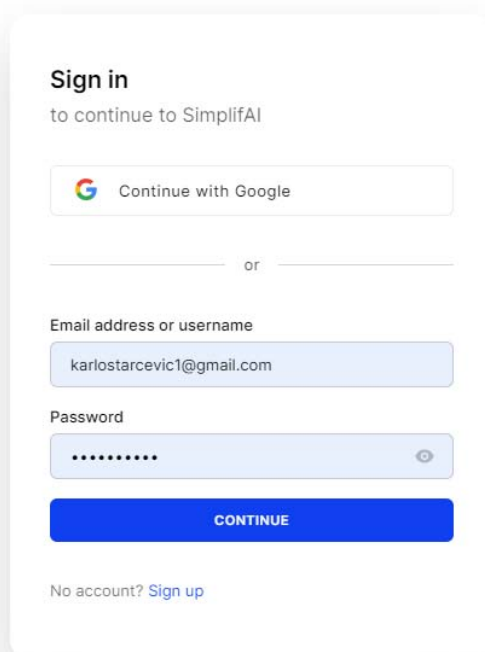 Sign in
to continue to SimplifAI
Continue with Google
or
Email address or username
karlostarcevic1@gmail.com
Password
••••••••••
CONTINUE
No account? Sign up